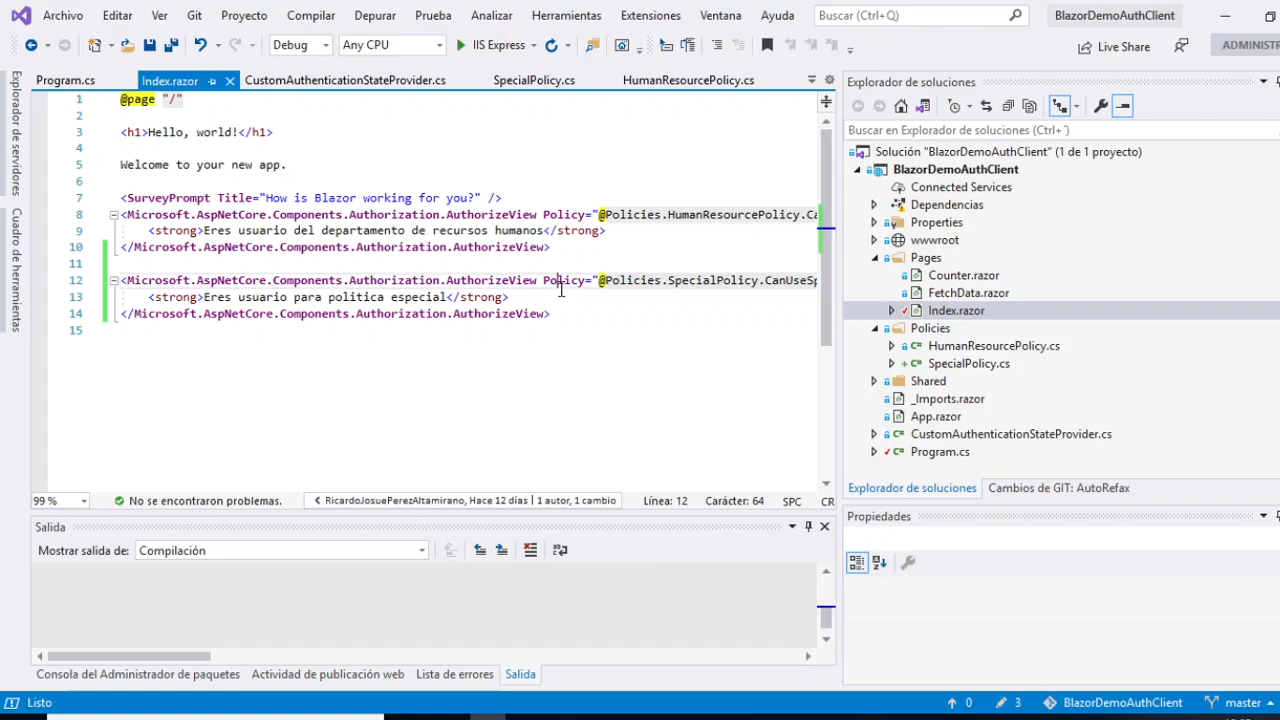 Archivo Editar Ver Git Proyecto Compilar Depurar Prueba Analizar Herramientas Extensiones Ventana Ayuda Buscar (Ctrl+Q) BlazorDemoAuthClient
Debug Any CPU IIS Express Live Share ADMINISTR
Program.cs Index.razor CustomAuthenticationStateProvider.cs SpecialPolicy.cs HumanResourcePolicy.cs
Explorador de servidores
Cuadro de herramientas
1 @page "/"
2
3 <h1>Hello, world!</h1>
4
5 Welcome to your new app.
6
7 <SurveyPrompt Title="How is Blazor working for you?" />
8 <Microsoft.AspNetCore.Components.Authorization.AuthorizeView Policy="@Policies.HumanResourcePolicy.Ca
9 <strong>Eres usuario del departamento de recursos humanos</strong>
10 </Microsoft.AspNetCore.Components.Authorization.AuthorizeView>
11
12 <Microsoft.AspNetCore.Components.Authorization.AuthorizeView Policy="@Policies.SpecialPolicy.CanUseSp
13 <strong>Eres usuario para politica especial</strong>
14 </Microsoft.AspNetCore.Components.Authorization.AuthorizeView>
15
99 % No se encontraron problemas. RicardoJosuePerezAltamirano, Hace 12 días | 1 autor, 1 cambio Línea: 12 Carácter: 64 SPC CR
Salida
Mostrar salida de: Compilación
Consola del Administrador de paquetes Actividad de publicación web Lista de errores Salida
Explorador de soluciones
Buscar en Explorador de soluciones (Ctrl+´)
Solución "BlazorDemoAuthClient" (1 de 1 proyecto)
BlazorDemoAuthClient
Connected Services
Dependencias
Properties
wwwroot
Pages
Counter.razor
FetchData.razor
Index.razor
Policies
HumanResourcePolicy.cs
SpecialPolicy.cs
Shared
_Imports.razor
App.razor
CustomAuthenticationStateProvider.cs
Program.cs
Explorador de soluciones Cambios de GIT: AutoRefax
Propiedades
Listo 0 3 BlazorDemoAuthClient master